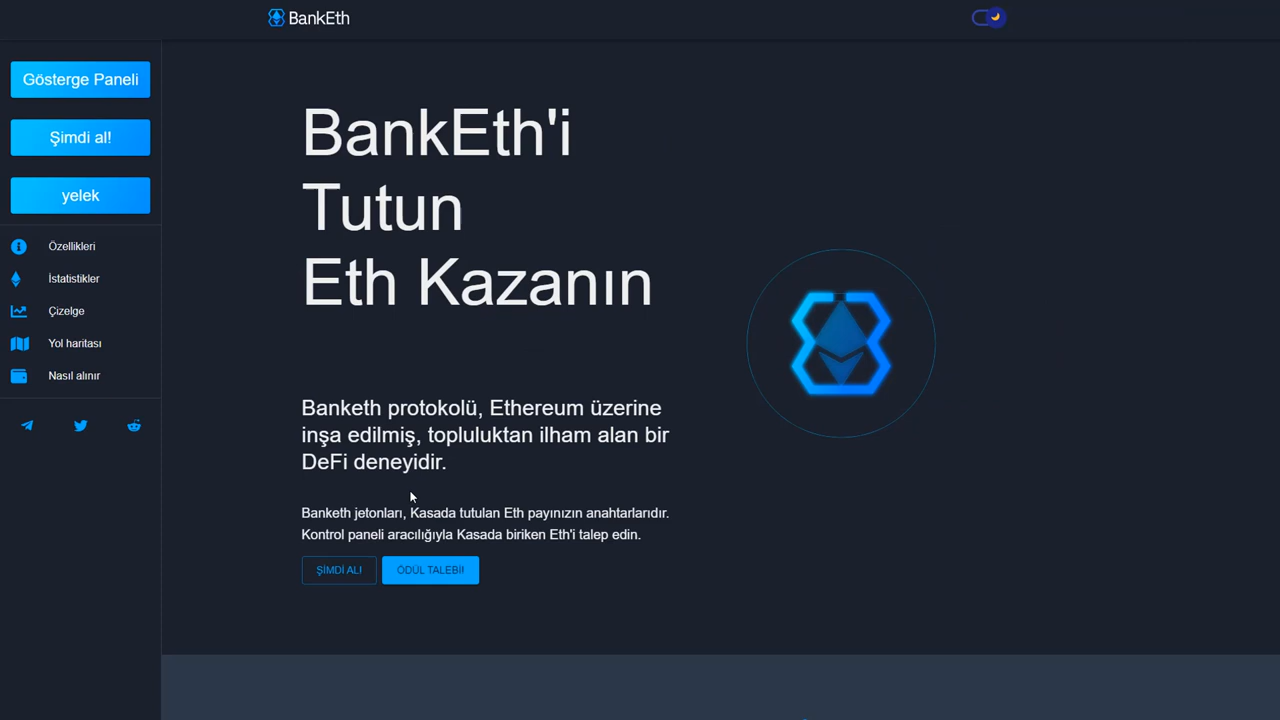 BankEth
Gösterge Paneli
Şimdi al!
yelek
Özellikleri
İstatistikler
Çizelge
Yol haritası
Nasıl alınır
BankEth'i
Tutun
Eth Kazanın
Banketh protokolü, Ethereum üzerine
inşa edilmiş, topluluktan ilham alan bir
DeFi deneyidir.
Banketh jetonları, Kasada tutulan Eth payınızın anahtarlarıdır.
Kontrol paneli aracılığıyla Kasada biriken Eth'i talep edin.
ŞİMDİ AL!
ÖDÜL TALEBİ!